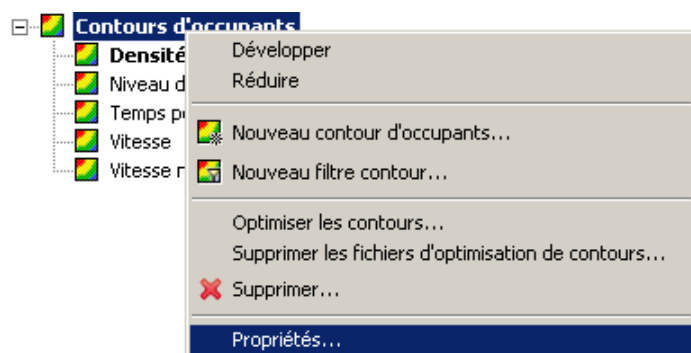 Contours d'occupants
Densité
Niveau
Temps
Vitesse
Vitesse
Développer
Réduire
Nouveau contour d'occupants...
Nouveau filtre contour...
Optimiser les contours...
Supprimer les fichiers d'optimisation de contours...
Supprimer...
Propriétés...